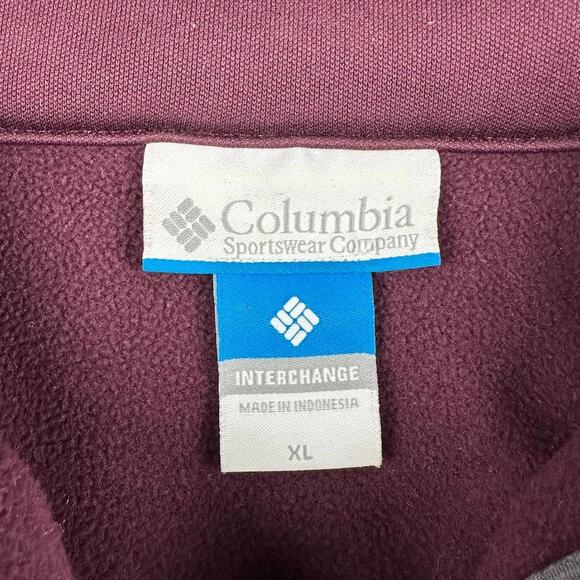 Columbia
Sportswear Company
INTERCHANGE
MADE IN INDONESIA
XL